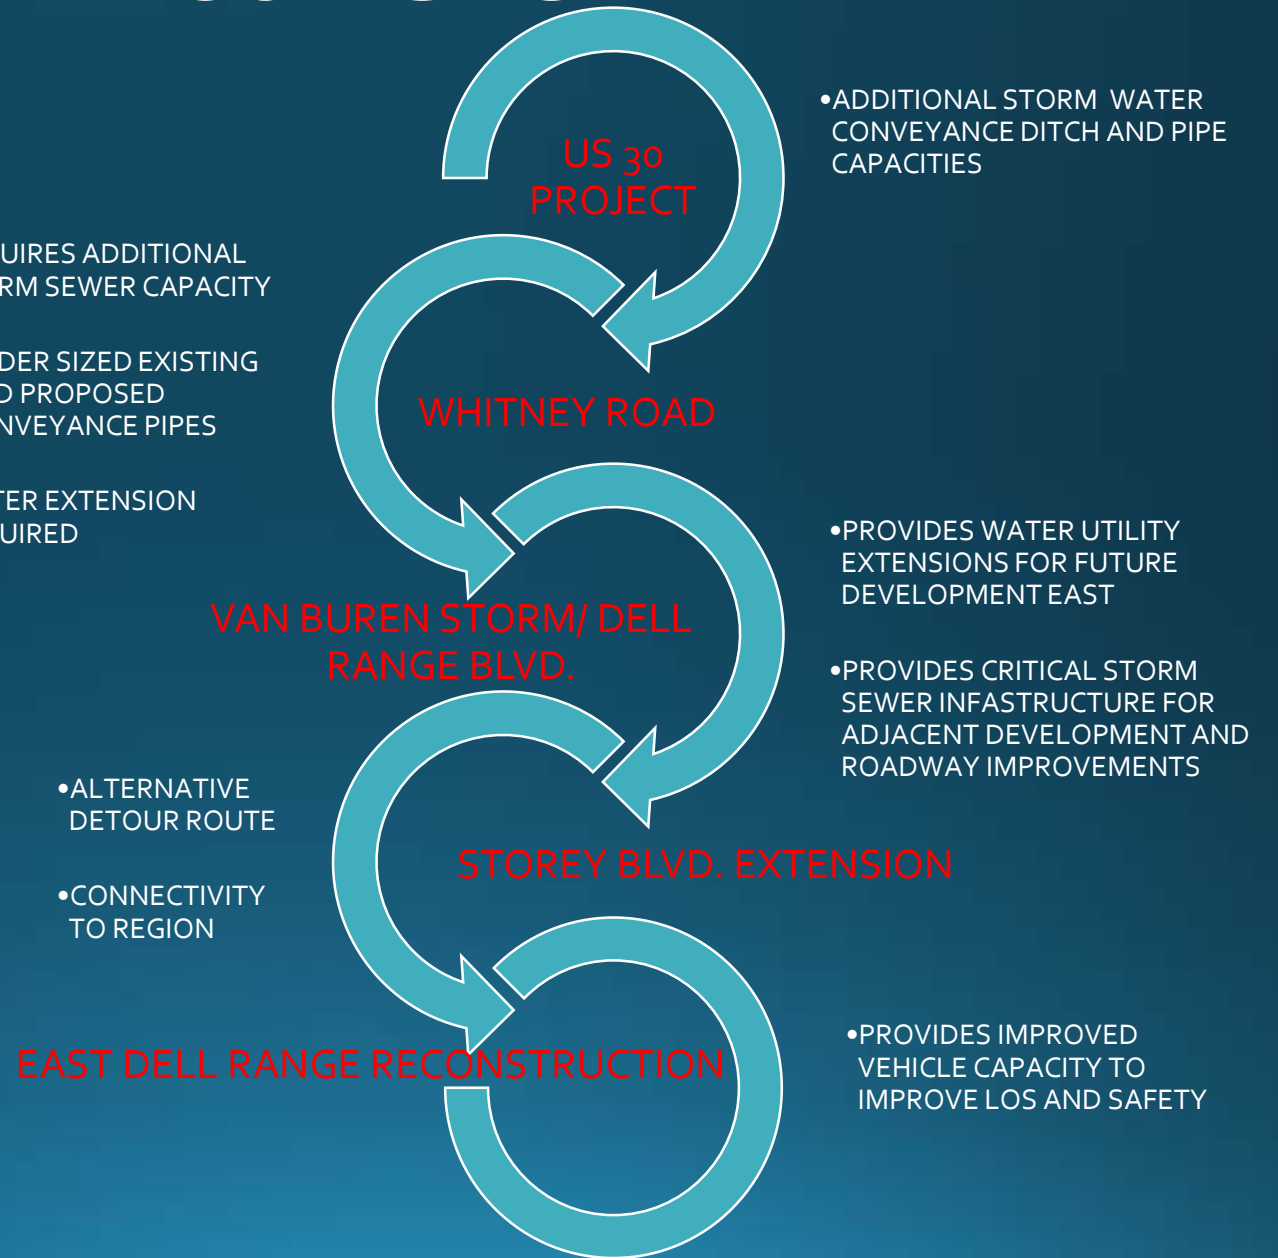 US 30
PROJECT
•ADDITIONAL STORM WATER
CONVEYANCE DITCH AND PIPE
CAPACITIES
UIRES ADDITIONAL
RM SEWER CAPACITY
DER SIZED EXISTING
D PROPOSED
NVEYANCE PIPES
TER EXTENSION
UIRED
WHITNEY ROAD
•PROVIDES WATER UTILITY
EXTENSIONS FOR FUTURE
DEVELOPMENT EAST
•PROVIDES CRITICAL STORM
SEWER INFASTRUCTURE FOR
ADJACENT DEVELOPMENT AND
ROADWAY IMPROVEMENTS
VAN BUREN STORM/ DELL
RANGE BLVD.
•ALTERNATIVE
DETOUR ROUTE
•CONNECTIVITY
TO REGION
STOREY BLVD. EXTENSION
EAST DELL RANGE RECONSTRUCTION
•PROVIDES IMPROVED
VEHICLE CAPACITY TO
IMPROVE LOS AND SAFETY